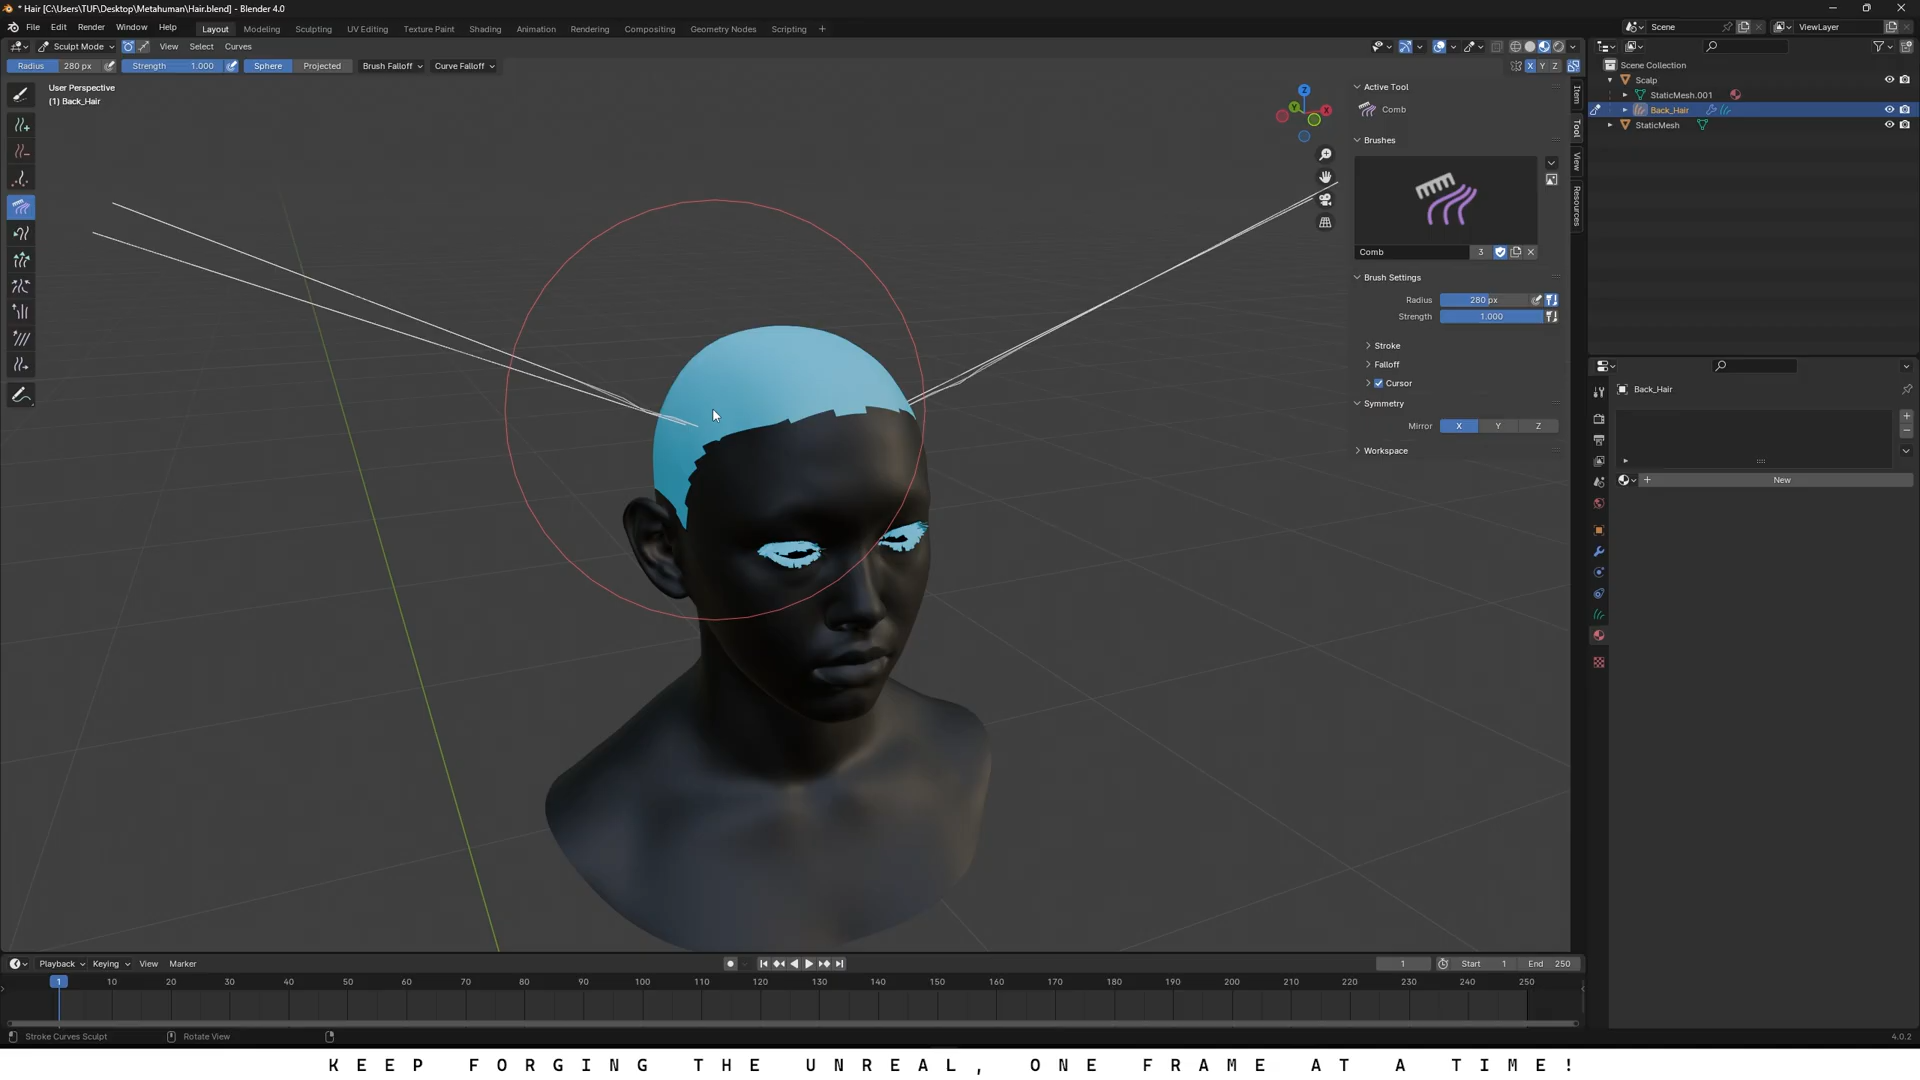 * Hair [C:\Users\TUF\Desktop\Metahuman\Hair.blend] - Blender 4.0
File Edit Render Window Help Layout Modeling Sculpting UV Editing Texture Paint Shading Animation Rendering Compositing Geometry Nodes Scripting +
Scene ViewLayer
Sculpt Mode View Select Curves
Radius 280 px Strength 1.000 Sphere Projected Brush Falloff Curve Falloff X Y Z
User Perspective
(1) Back_Hair
Z
Y X
Active Tool
Comb
Brushes
Comb 3
Brush Settings
Radius 280 px
Strength 1.000
Stroke
Falloff
Cursor
Symmetry
Mirror X Y Z
Workspace
Item
Tool
View
Resources
Scene Collection
Scalp
StaticMesh.001
Back_Hair
StaticMesh
Back_Hair
New
Playback Keying View Marker 1 Start 1 End 250
1 10 20 30 40 50 60 70 80 90 100 110 120 130 140 150 160 170 180 190 200 210 220 230 240 250
Stroke Curves Sculpt Rotate View 4.0.2
KEEP FORGING THE UNREAL, ONE FRAME AT A TIME!